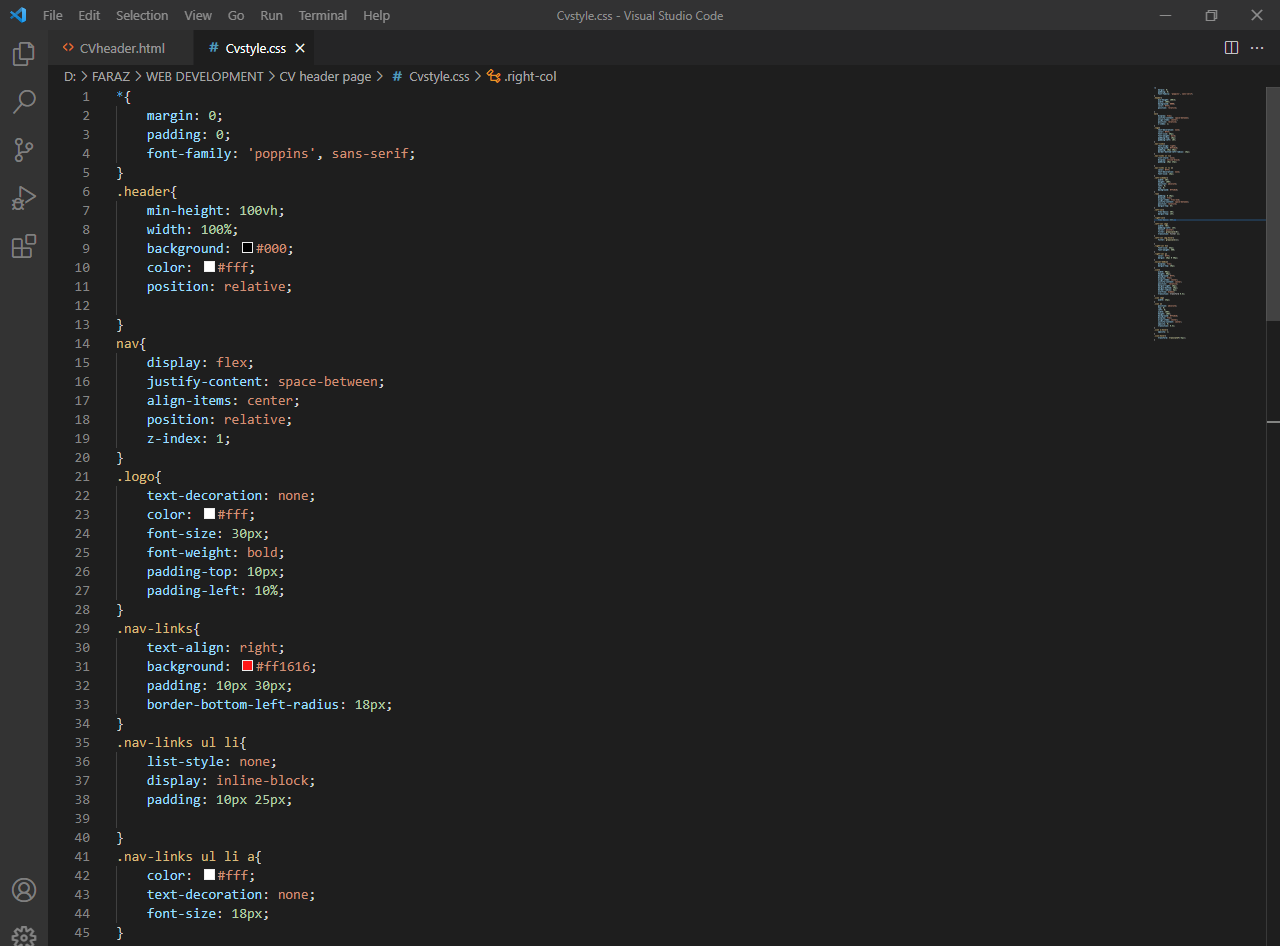 File Edit Selection View Go Run Terminal Help Cvstyle.css - Visual Studio Code
<> CVheader.html # Cvstyle.css
D: > FARAZ > WEB DEVELOPMENT > CV header page > # Cvstyle.css > .right-col
1 *{
2 margin: 0;
3 padding: 0;
4 font-family: 'poppins', sans-serif;
5 }
6 .header{
7 min-height: 100vh;
8 width: 100%;
9 background: #000;
10 color: #fff;
11 position: relative;
12
13 }
14 nav{
15 display: flex;
16 justify-content: space-between;
17 align-items: center;
18 position: relative;
19 z-index: 1;
20 }
21 .logo{
22 text-decoration: none;
23 color: #fff;
24 font-size: 30px;
25 font-weight: bold;
26 padding-top: 10px;
27 padding-left: 10%;
28 }
29 .nav-links{
30 text-align: right;
31 background: #ff1616;
32 padding: 10px 30px;
33 border-bottom-left-radius: 18px;
34 }
35 .nav-links ul li{
36 list-style: none;
37 display: inline-block;
38 padding: 10px 25px;
39
40 }
41 .nav-links ul li a{
42 color: #fff;
43 text-decoration: none;
44 font-size: 18px;
45 }